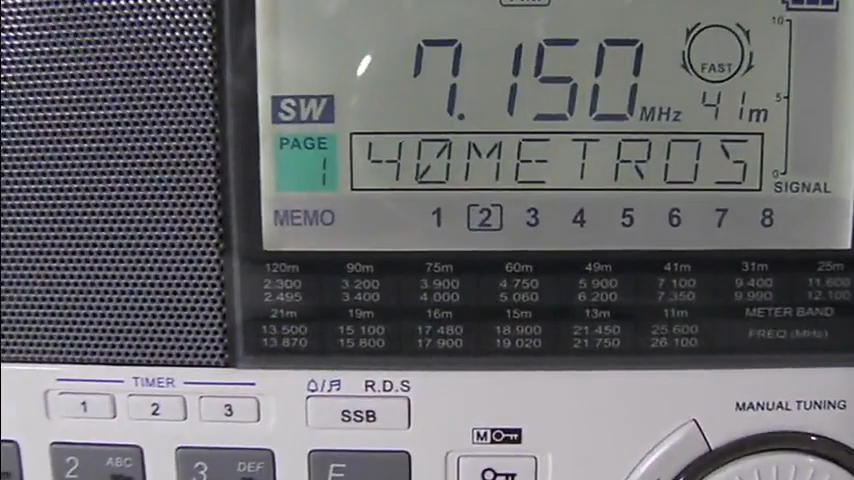 10
7.150 MHz
FAST
41m
5
SW
PAGE
1
40METROS
0
SIGNAL
MEMO 1 2 3 4 5 6 7 8
120m 90m 75m 60m 49m 41m 31m 25m
2.300 3.200 3.900 4.750 5.900 7.100 9.400 11.600
2.495 3.400 4.000 5.060 6.200 7.350 9.990 12.100
21m 19m 16m 15m 13m 11m METER BAND
13.500 15.100 17.480 18.900 21.450 25.600 FREQ (MHz)
13.870 15.800 17.900 19.020 21.750 26.100
TIMER
1 2 3
R.D.S
SSB
MANUAL TUNING
M
2 ABC
3 DEF